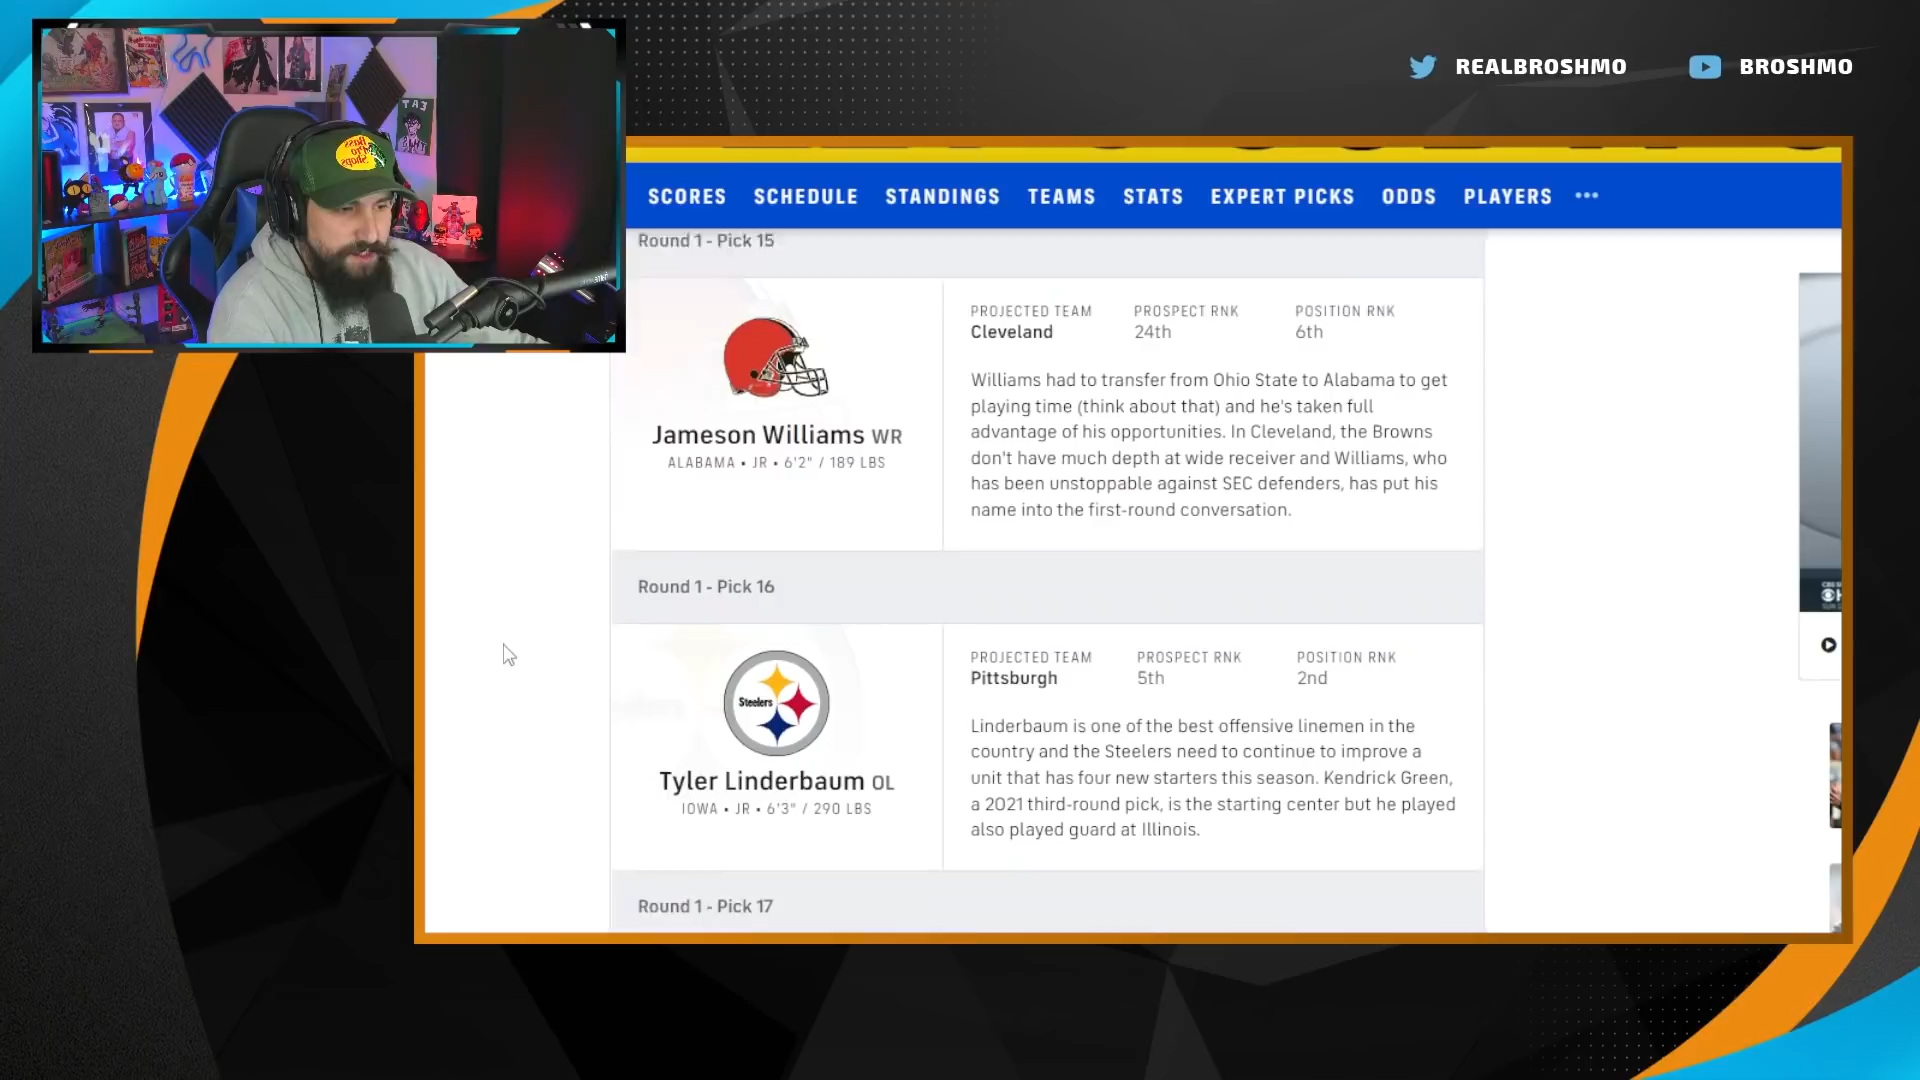 REALBROSHMO
BROSHMO
Bass
Pro
Shops
SCORES SCHEDULE STANDINGS TEAMS STATS EXPERT PICKS ODDS PLAYERS •••
Round 1 - Pick 15
PROJECTED TEAM PROSPECT RNK POSITION RNK
Cleveland 24th 6th
Jameson Williams WR
ALABAMA • JR • 6'2" / 189 LBS
Williams had to transfer from Ohio State to Alabama to get
playing time (think about that) and he's taken full
advantage of his opportunities. In Cleveland, the Browns
don't have much depth at wide receiver and Williams, who
has been unstoppable against SEC defenders, has put his
name into the first-round conversation.
Round 1 - Pick 16
PROJECTED TEAM PROSPECT RNK POSITION RNK
Pittsburgh 5th 2nd
Steelers
Tyler Linderbaum OL
IOWA • JR • 6'3" / 290 LBS
Linderbaum is one of the best offensive linemen in the
country and the Steelers need to continue to improve a
unit that has four new starters this season. Kendrick Green,
a 2021 third-round pick, is the starting center but he played
also played guard at Illinois.
Round 1 - Pick 17